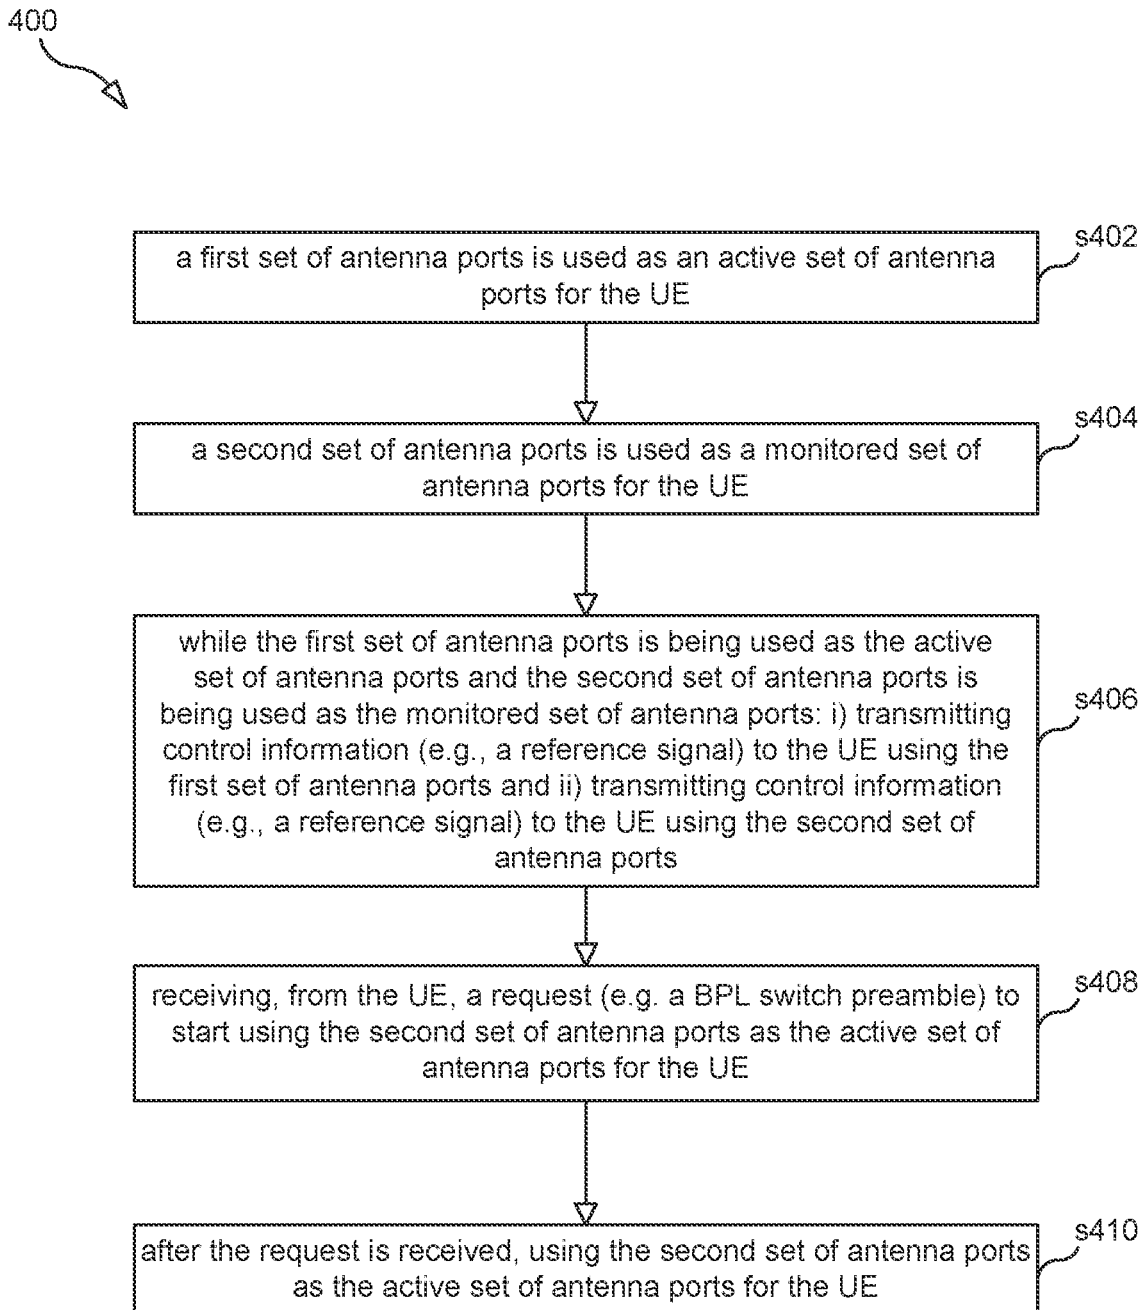 400
s402
a first set of antenna ports is used as an active set of antenna
ports for the UE
s404
a second set of antenna ports is used as a monitored set of
antenna ports for the UE
s406
while the first set of antenna ports is being used as the active
set of antenna ports and the second set of antenna ports is
being used as the monitored set of antenna ports: i) transmitting
control information (e.g., a reference signal) to the UE using the
first set of antenna ports and ii) transmitting control information
(e.g., a reference signal) to the UE using the second set of
antenna ports
s408
receiving, from the UE, a request (e.g. a BPL switch preamble) to
start using the second set of antenna ports as the active set of
antenna ports for the UE
s410
after the request is received, using the second set of antenna ports
as the active set of antenna ports for the UE